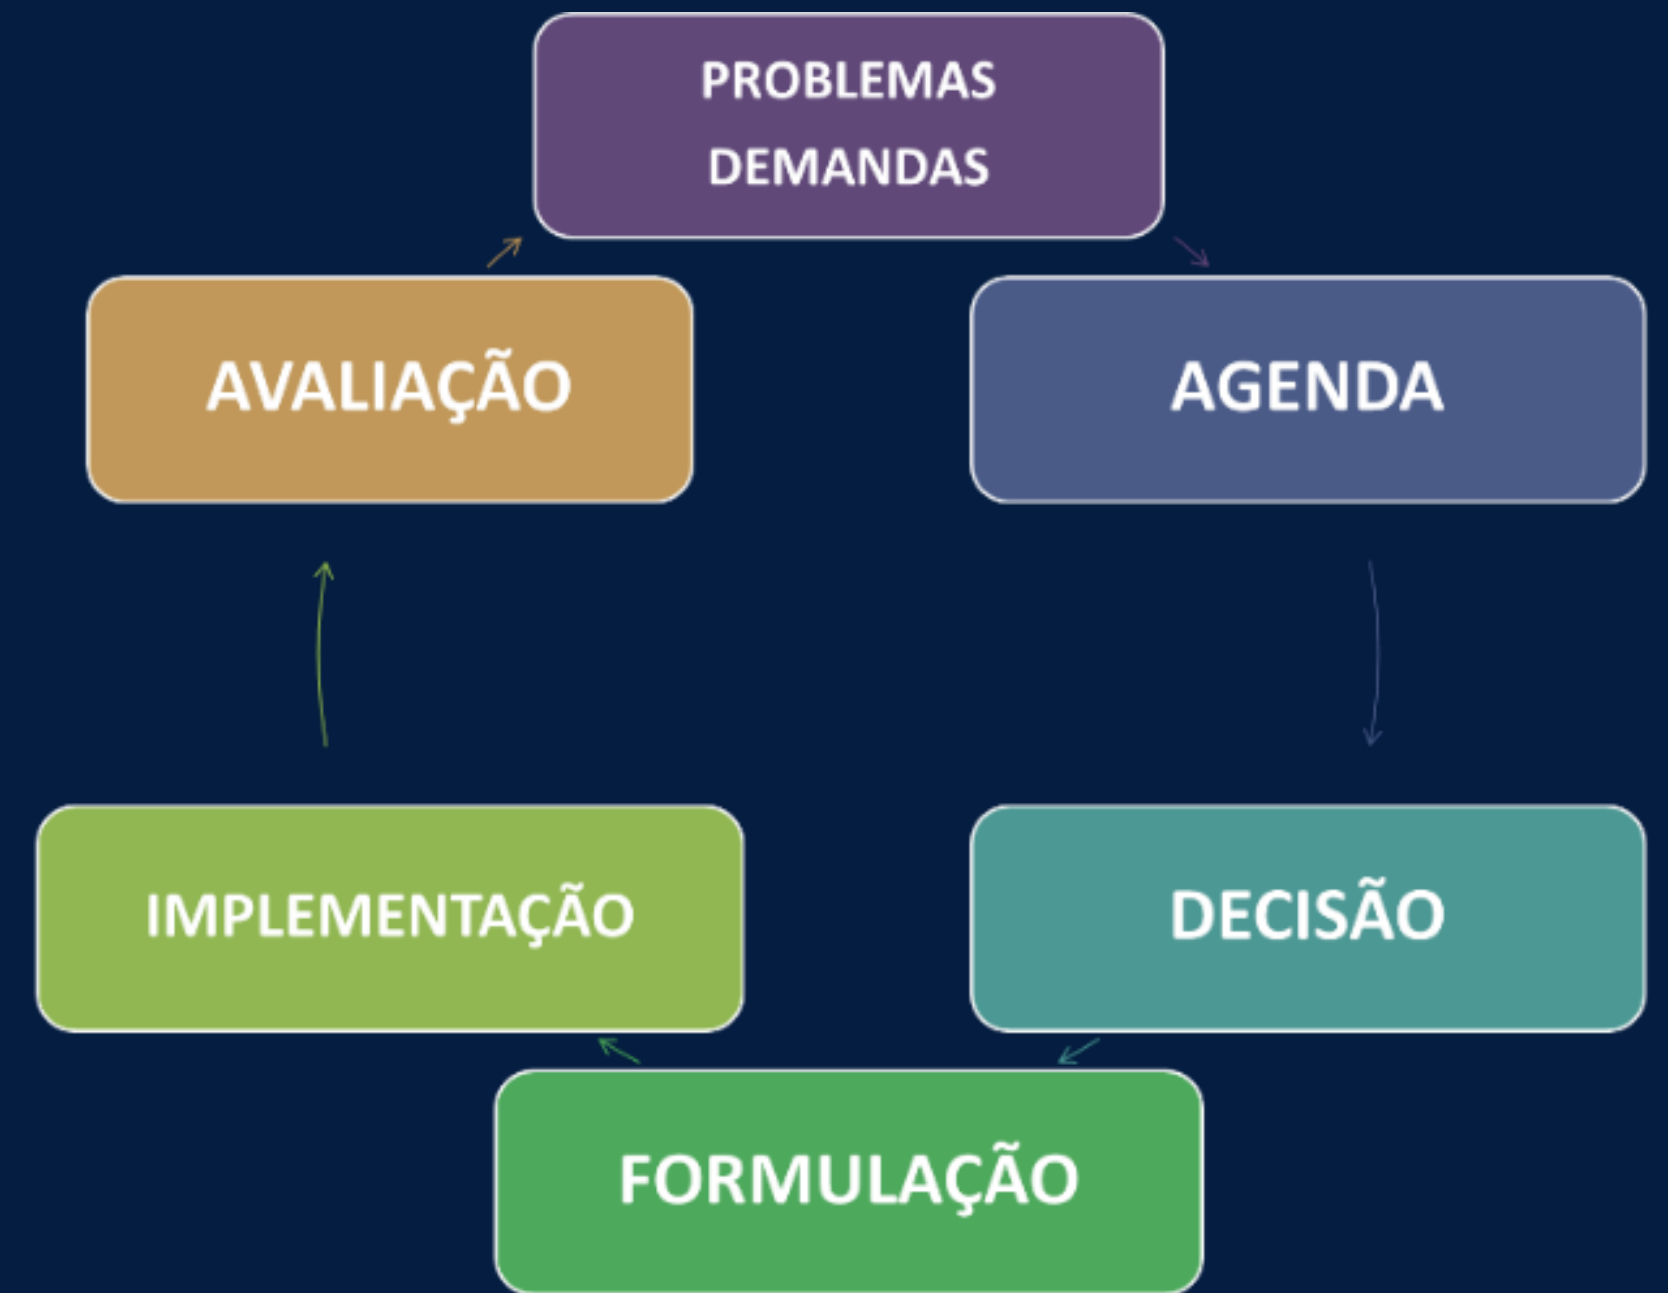 PROBLEMAS
DEMANDAS
AVALIAÇÃO
AGENDA
IMPLEMENTAÇÃO
DECISÃO
FORMULAÇÃO